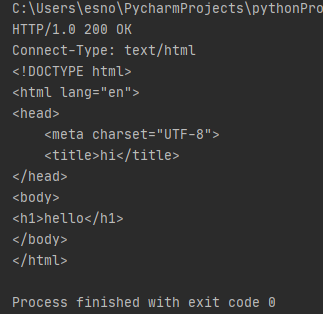 C:\Users\esno\PycharmProjects\pythonPro
HTTP/1.0 200 OK
Connect-Type: text/html
<!DOCTYPE html>
<html lang="en">
<head>
    <meta charset="UTF-8">
    <title>hi</title>
</head>
<body>
<h1>hello</h1>
</body>
</html>
Process finished with exit code 0